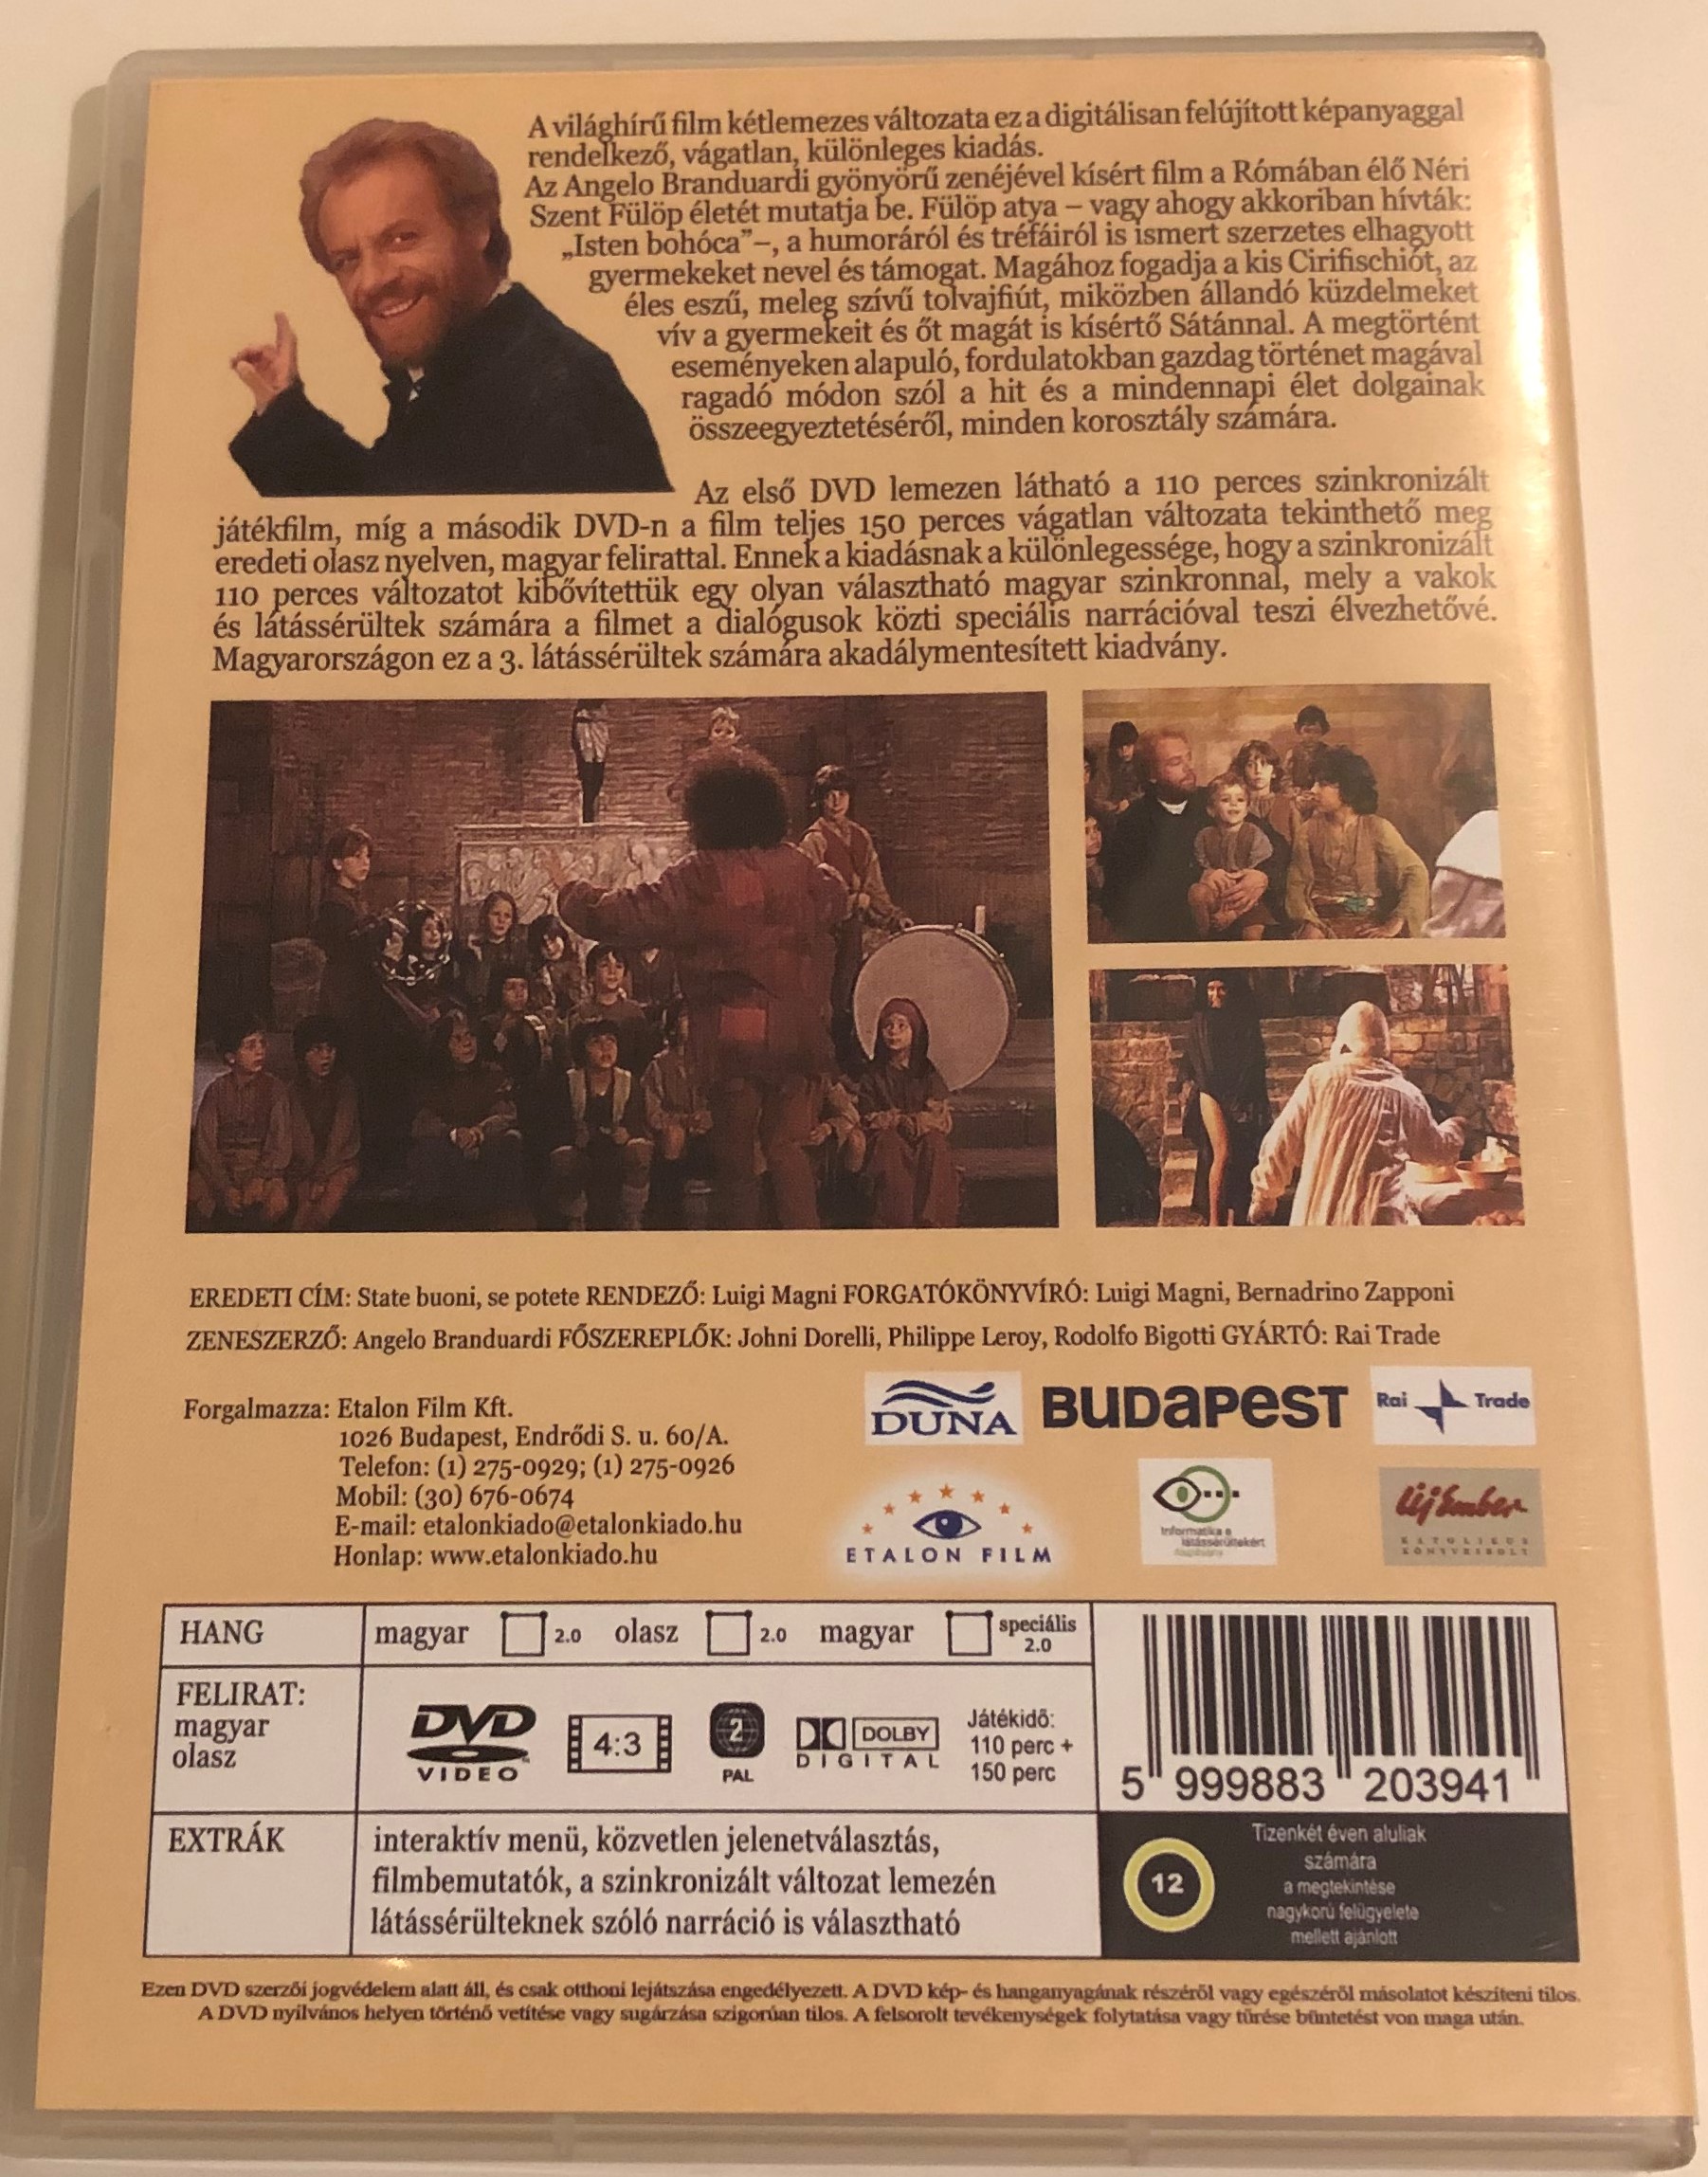 A világhírű film kétlemezes változata ez a digitálisan felújított képanyaggal
rendelkező, vágatlan, különleges kiadás.
Az Angelo Branduardi gyönyörű zenéjével kísért film a Rómában élő Néri
Szent Fülöp életét mutatja be. Fülöp atya – vagy ahogy akkoriban hívták:
„Isten bohóca”–, a humoráról és tréfáiról is ismert szerzetes elhagyott
gyermekeket nevel és támogat. Magához fogadja a kis Cirifischiót, az
éles eszű, meleg szívű tolvajfiút, miközben állandó küzdelmeket
vív a gyermekeit és őt magát is kísértő Sátánnal. A megtörtént
eseményeken alapuló, fordulatokban gazdag történet magával
ragadó módon szól a hit és a mindennapi élet dolgainak
összeegyeztetéséről, minden korosztály számára.
Az első DVD lemezen látható a 110 perces szinkronizált
játékfilm, míg a második DVD-n a film teljes 150 perces vágatlan változata tekinthető meg
eredeti olasz nyelven, magyar felirattal. Ennek a kiadásnak a különlegessége, hogy a szinkronizált
110 perces változatot kibővítettük egy olyan választható magyar szinkronnal, mely a vakok
és látássérültek számára a filmet a dialógusok közti speciális narrációval teszi élvezhetővé.
Magyarországon ez a 3. látássérültek számára akadálymentesített kiadvány.
EREDETI CÍM: State buoni, se potete RENDEZŐ: Luigi Magni FORGATÓKÖNYVÍRÓ: Luigi Magni, Bernadrino Zapponi
ZENESZERZŐ: Angelo Branduardi FŐSZEREPLŐK: Johni Dorelli, Philippe Leroy, Rodolfo Bigotti GYÁRTÓ: Rai Trade
Forgalmazza: Etalon Film Kft.
1026 Budapest, Endrődi S. u. 60/A.
Telefon: (1) 275-0929; (1) 275-0926
Mobil: (30) 676-0674
E-mail: etalonkiado@etalonkiado.hu
Honlap: www.etalonkiado.hu
DUNA
BUDAPEST
Rai Trade
ETALON FILM
Informatika a
látássérültekért
Új Ember
KATOLIKUS
KÖNYVESBOLT
HANG
magyar 2.0 olasz 2.0 magyar speciális 2.0
FELIRAT:
magyar
olasz
DVD
VIDEO
4:3
2
PAL
DOLBY
DIGITAL
Játékidő:
110 perc +
150 perc
5 999883 203941
EXTRÁK
interaktív menü, közvetlen jelenetválasztás,
filmbemutatók, a szinkronizált változat lemezén
látássérülteknek szóló narráció is választható
12
Tizenkét éven aluliak
számára
a megtekintése
nagykorú felügyelete
mellett ajánlott
Ezen DVD szerzői jogvédelem alatt áll, és csak otthoni lejátszása engedélyezett. A DVD kép- és hanganyagának részéről vagy egészéről másolatot készíteni tilos.
A DVD nyilvános helyen történő vetítése vagy sugárzása szigorúan tilos. A felsorolt tevékenységek folytatása vagy tűrése büntetést von maga után.